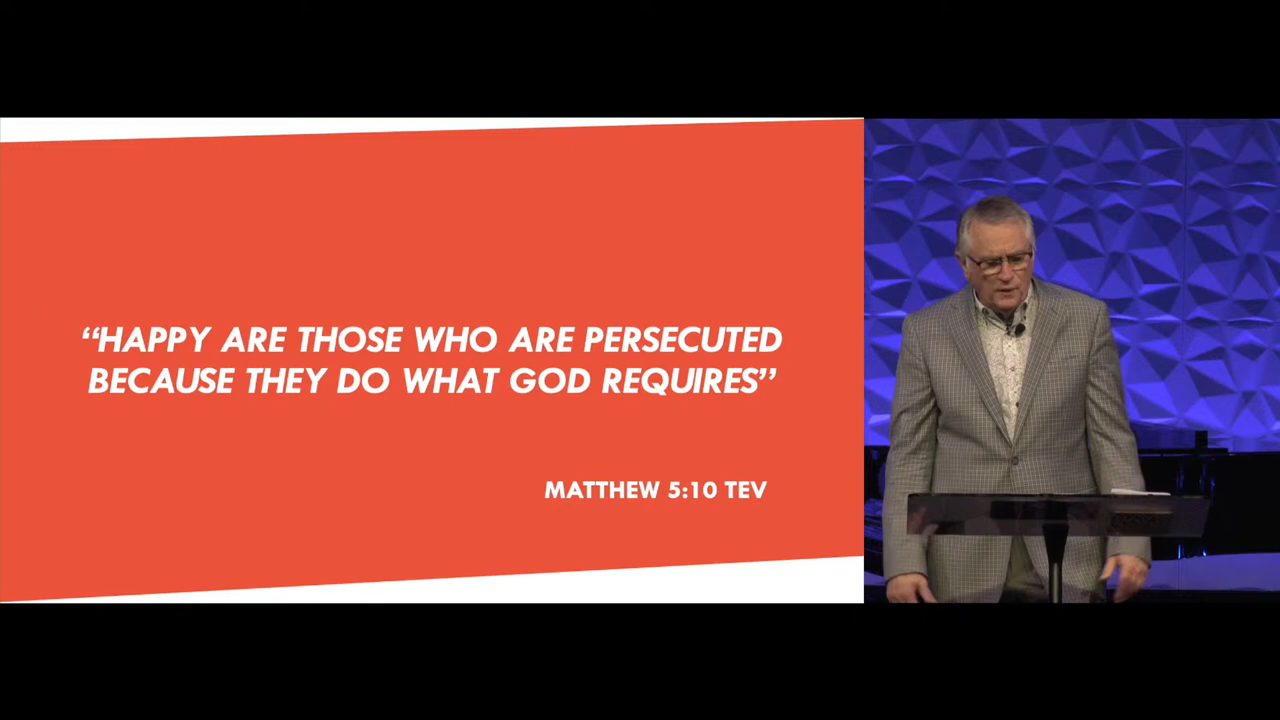 “HAPPY ARE THOSE WHO ARE PERSECUTED
BECAUSE THEY DO WHAT GOD REQUIRES”
MATTHEW 5:10 TEV